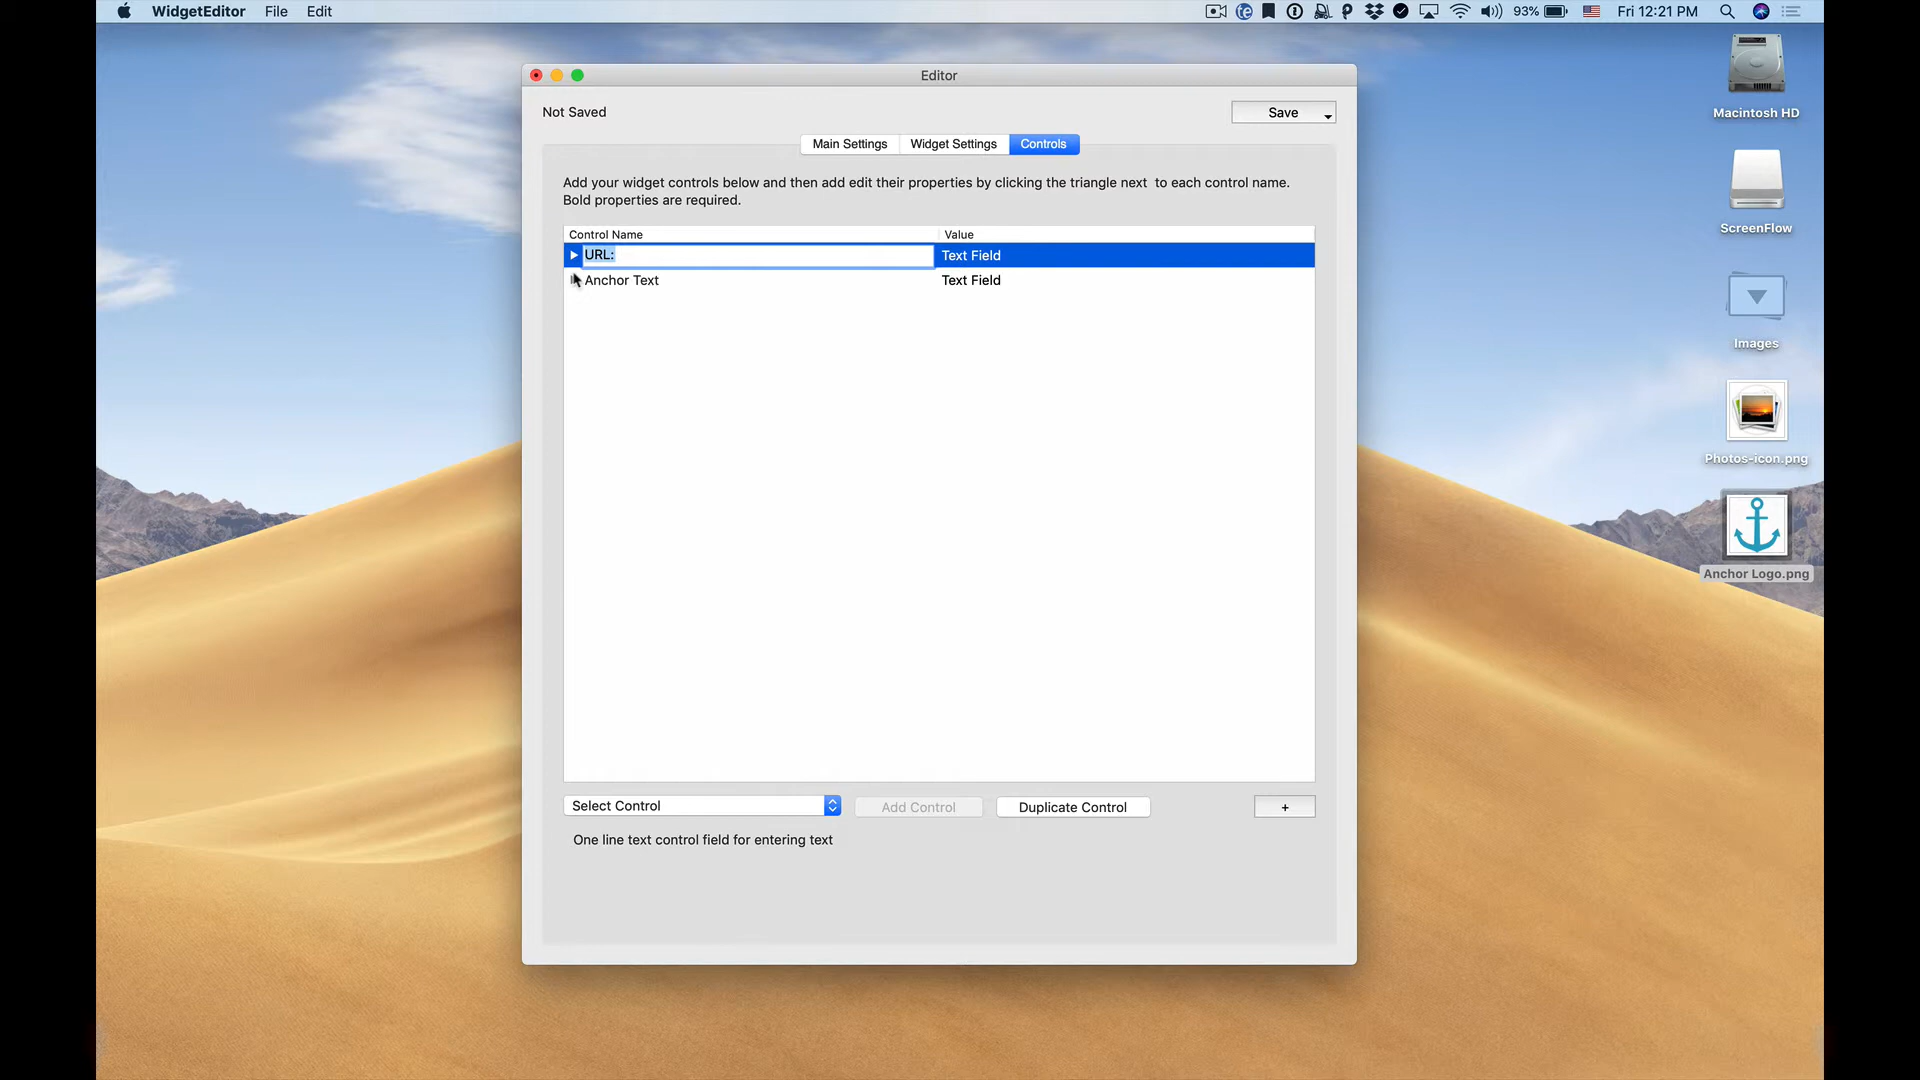 WidgetEditor File Edit
te 93% Fri 12:21 PM
Editor
Not Saved
Save
Main Settings Widget Settings Controls
Add your widget controls below and then add edit their properties by clicking the triangle next to each control name.
Bold properties are required.
Control Name Value
URL: Text Field
Anchor Text Text Field
Select Control Add Control Duplicate Control +
One line text control field for entering text
Macintosh HD
ScreenFlow
Images
Photos-icon.png
Anchor Logo.png